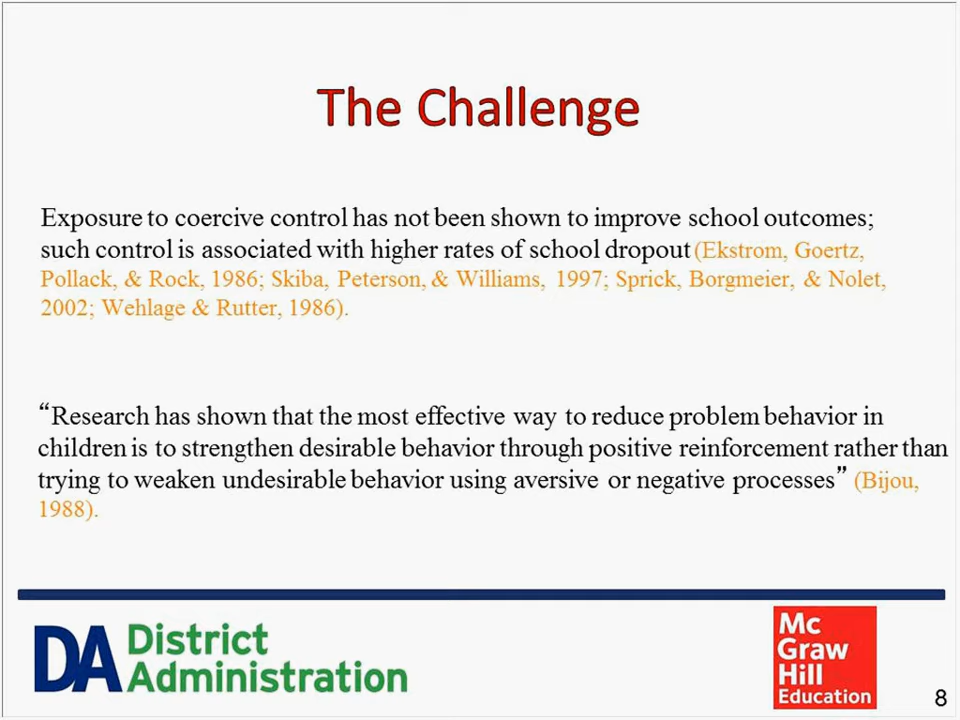 The Challenge
Exposure to coercive control has not been shown to improve school outcomes;
such control is associated with higher rates of school dropout (Ekstrom, Goertz,
Pollack, & Rock, 1986; Skiba, Peterson, & Williams, 1997; Sprick, Borgmeier, & Nolet,
2002; Wehlage & Rutter, 1986).
“Research has shown that the most effective way to reduce problem behavior in
children is to strengthen desirable behavior through positive reinforcement rather than
trying to weaken undesirable behavior using aversive or negative processes” (Bijou,
1988).
DA District
Administration
Mc
Graw
Hill
Education
8